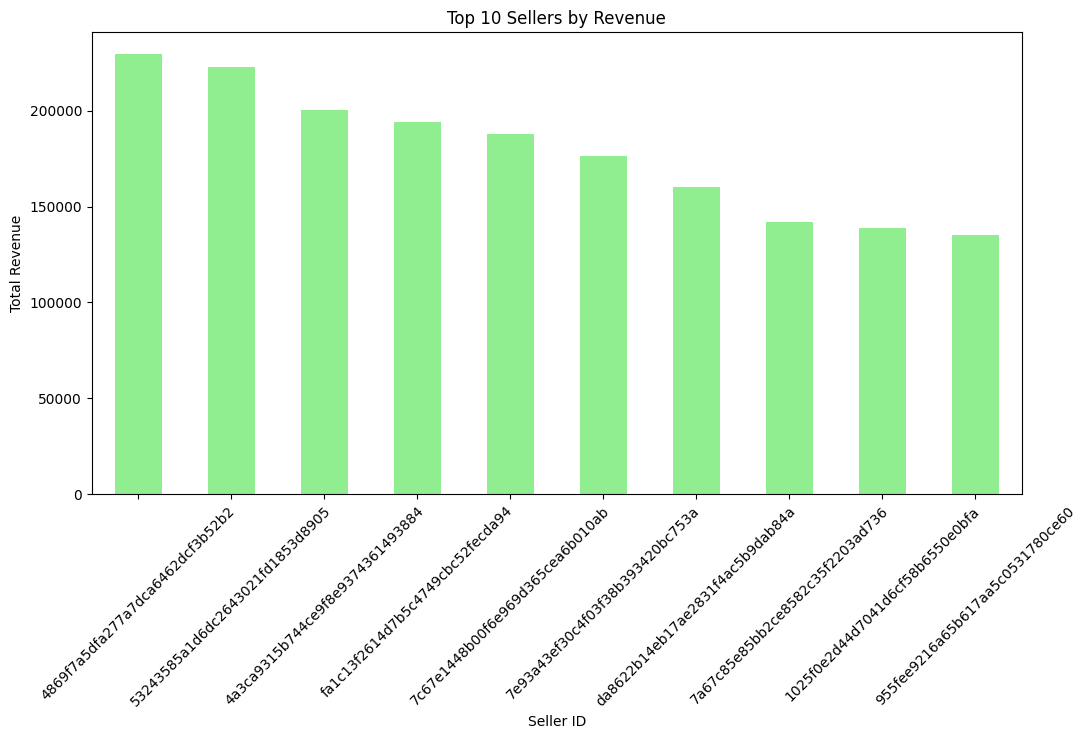 Top 10 Sellers by Revenue
Total Revenue
200000
150000
100000
50000
0
4869f7a5dfa277a7dca6462dcf3b52b2
53243585a1d6dc2643021fd1853d8905
4a3ca9315b744ce9f8e9374361493884
fa1c13f2614d7b5c4749cbc52fecda94
7c67e1448b00f6e969d365cea6b010ab
7e93a43ef30c4f03f38b393420bc753a
da8622b14eb17ae2831f4ac5b9dab84a
7a67c85e85bb2ce8582c35f2203ad736
1025f0e2d44d7041d6cf58b6550e0bfa
955fee9216a65b617aa5c0531780ce60
Seller ID